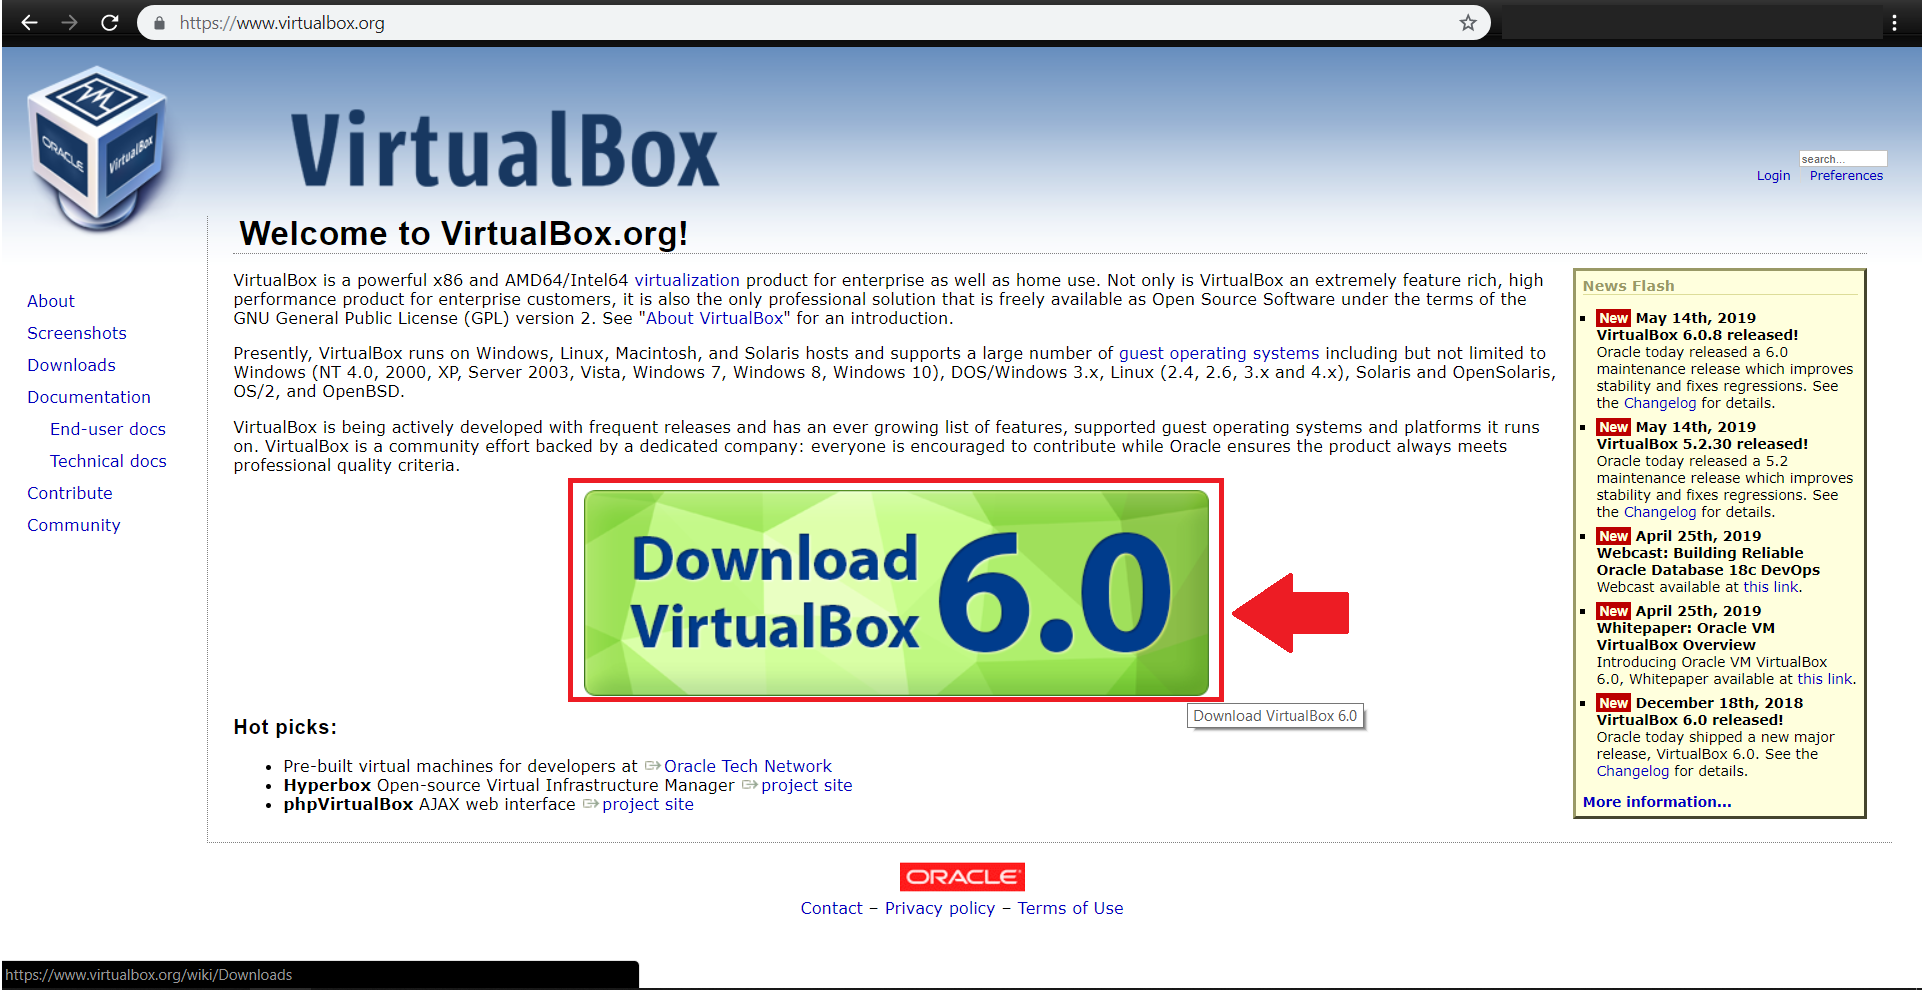 https://www.virtualbox.org
ORACLE
VirtualBox
VirtualBox
search...
Login Preferences
Welcome to VirtualBox.org!
About
Screenshots
Downloads
Documentation
End-user docs
Technical docs
Contribute
Community
VirtualBox is a powerful x86 and AMD64/Intel64 virtualization product for enterprise as well as home use. Not only is VirtualBox an extremely feature rich, high
performance product for enterprise customers, it is also the only professional solution that is freely available as Open Source Software under the terms of the
GNU General Public License (GPL) version 2. See "About VirtualBox" for an introduction.
Presently, VirtualBox runs on Windows, Linux, Macintosh, and Solaris hosts and supports a large number of guest operating systems including but not limited to
Windows (NT 4.0, 2000, XP, Server 2003, Vista, Windows 7, Windows 8, Windows 10), DOS/Windows 3.x, Linux (2.4, 2.6, 3.x and 4.x), Solaris and OpenSolaris,
OS/2, and OpenBSD.
VirtualBox is being actively developed with frequent releases and has an ever growing list of features, supported guest operating systems and platforms it runs
on. VirtualBox is a community effort backed by a dedicated company: everyone is encouraged to contribute while Oracle ensures the product always meets
professional quality criteria.
Download
VirtualBox 6.0
Download VirtualBox 6.0
Hot picks:
Pre-built virtual machines for developers at Oracle Tech Network
Hyperbox Open-source Virtual Infrastructure Manager project site
phpVirtualBox AJAX web interface project site
News Flash
New May 14th, 2019
VirtualBox 6.0.8 released!
Oracle today released a 6.0
maintenance release which improves
stability and fixes regressions. See
the Changelog for details.
New May 14th, 2019
VirtualBox 5.2.30 released!
Oracle today released a 5.2
maintenance release which improves
stability and fixes regressions. See
the Changelog for details.
New April 25th, 2019
Webcast: Building Reliable
Oracle Database 18c DevOps
Webcast available at this link.
New April 25th, 2019
Whitepaper: Oracle VM
VirtualBox Overview
Introducing Oracle VM VirtualBox
6.0, Whitepaper available at this link.
New December 18th, 2018
VirtualBox 6.0 released!
Oracle today shipped a new major
release, VirtualBox 6.0. See the
Changelog for details.
More information...
ORACLE
Contact – Privacy policy – Terms of Use
https://www.virtualbox.org/wiki/Downloads